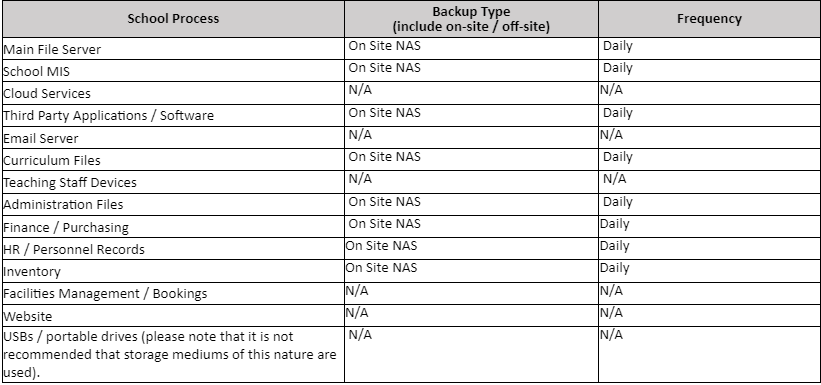 School Process Backup Type (include on-site / off-site) Frequency
Main File Server On Site NAS Daily
School MIS On Site NAS Daily
Cloud Services N/A N/A
Third Party Applications / Software On Site NAS Daily
Email Server N/A N/A
Curriculum Files On Site NAS Daily
Teaching Staff Devices N/A N/A
Administration Files On Site NAS Daily
Finance / Purchasing On Site NAS Daily
HR / Personnel Records On Site NAS Daily
Inventory On Site NAS Daily
Facilities Management / Bookings N/A N/A
Website N/A N/A
USBs / portable drives (please note that it is not N/A N/A
recommended that storage mediums of this nature are
used).